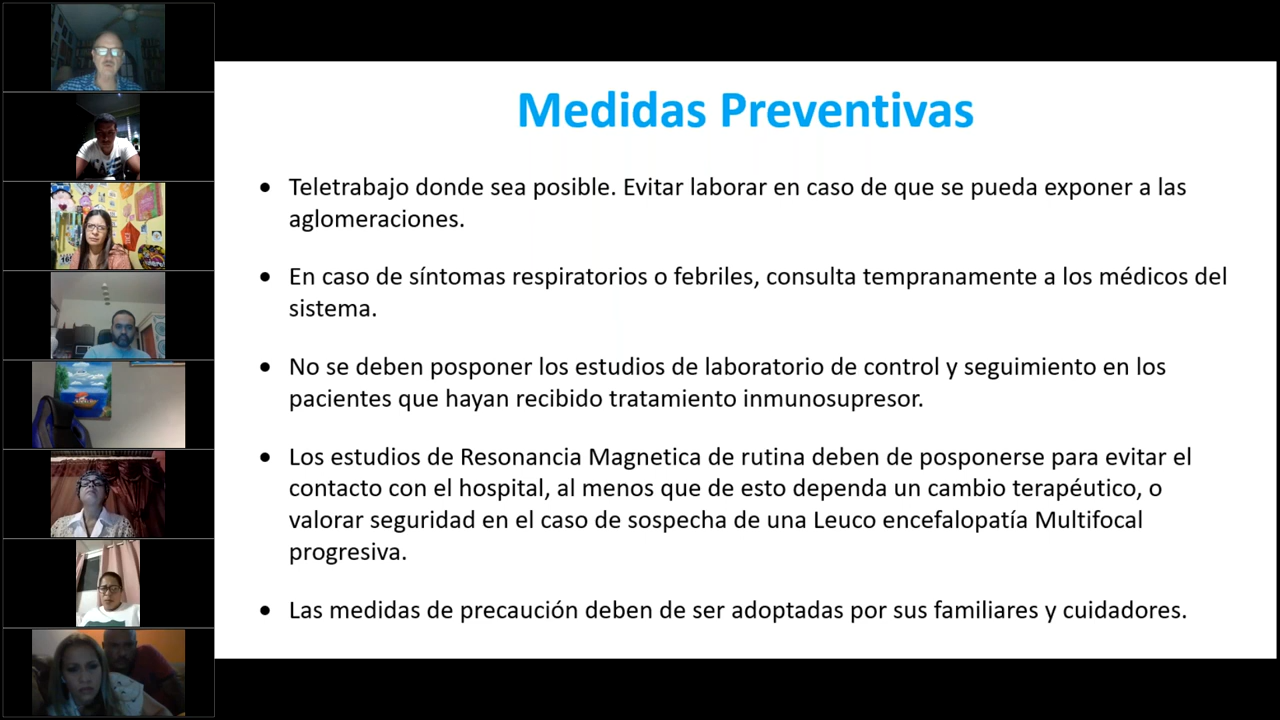 Medidas Preventivas
• Teletrabajo donde sea posible. Evitar laborar en caso de que se pueda exponer a las
aglomeraciones.
• En caso de síntomas respiratorios o febriles, consulta tempranamente a los médicos del
sistema.
• No se deben posponer los estudios de laboratorio de control y seguimiento en los
pacientes que hayan recibido tratamiento inmunosupresor.
• Los estudios de Resonancia Magnetica de rutina deben de posponerse para evitar el
contacto con el hospital, al menos que de esto dependa un cambio terapéutico, o
valorar seguridad en el caso de sospecha de una Leuco encefalopatía Multifocal
progresiva.
• Las medidas de precaución deben de ser adoptadas por sus familiares y cuidadores.